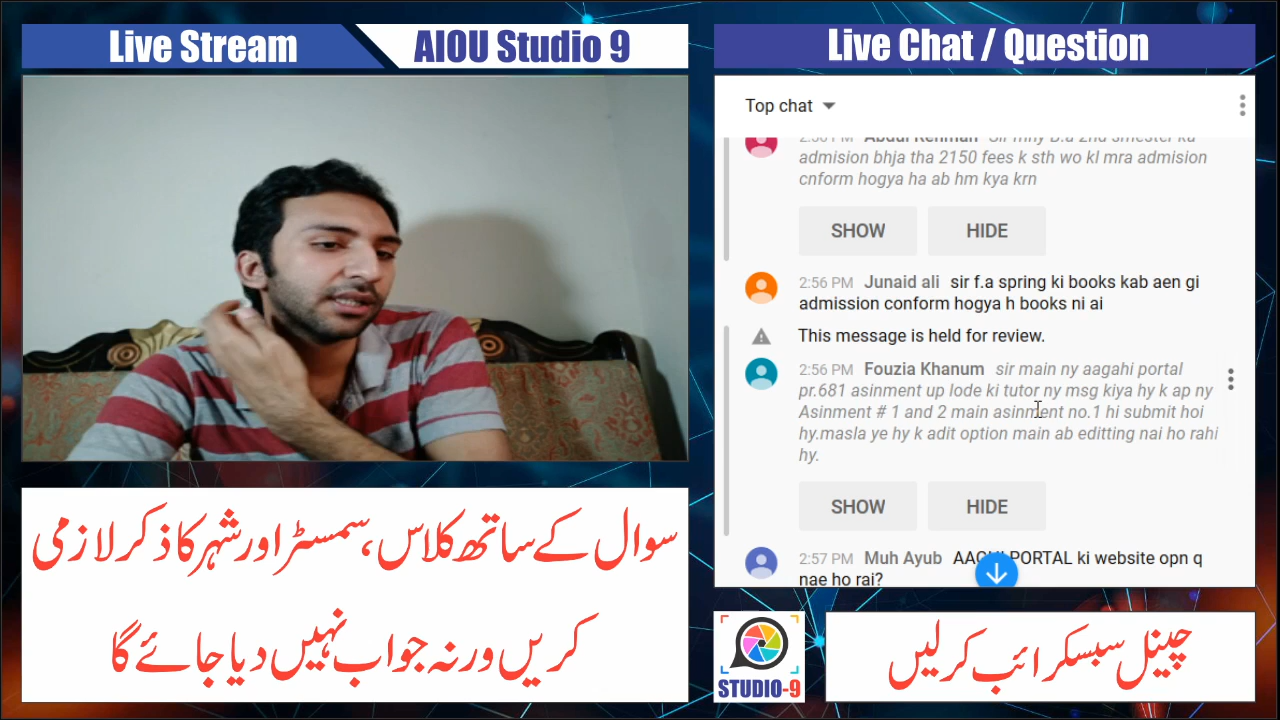 Live Stream
AIOU Studio 9
Live Chat / Question
Top chat
2:56 PM Abdul Rehman Sir mny B.a 2nd smester ka
admision bhja tha 2150 fees k sth wo kl mra admision
cnform hogya ha ab hm kya krn
SHOW HIDE
2:56 PM Junaid ali sir f.a spring ki books kab aen gi
admission conform hogya h books ni ai
This message is held for review.
2:56 PM Fouzia Khanum sir main ny aagahi portal
pr.681 asinment up lode ki tutor ny msg kiya hy k ap ny
Asinment # 1 and 2 main asinment no.1 hi submit hoi
hy.masla ye hy k adit option main ab editting nai ho rahi
hy.
SHOW HIDE
2:57 PM Muh Ayub PORTAL ki website opn q
nae ho rai?
سوال کے ساتھ کلاس، سمسٹر اور شہر کا ذکر لازمی
کریں ورنہ جواب نہیں دیا جائے گا
STUDIO-9
چینل سبسکرائب کرلیں